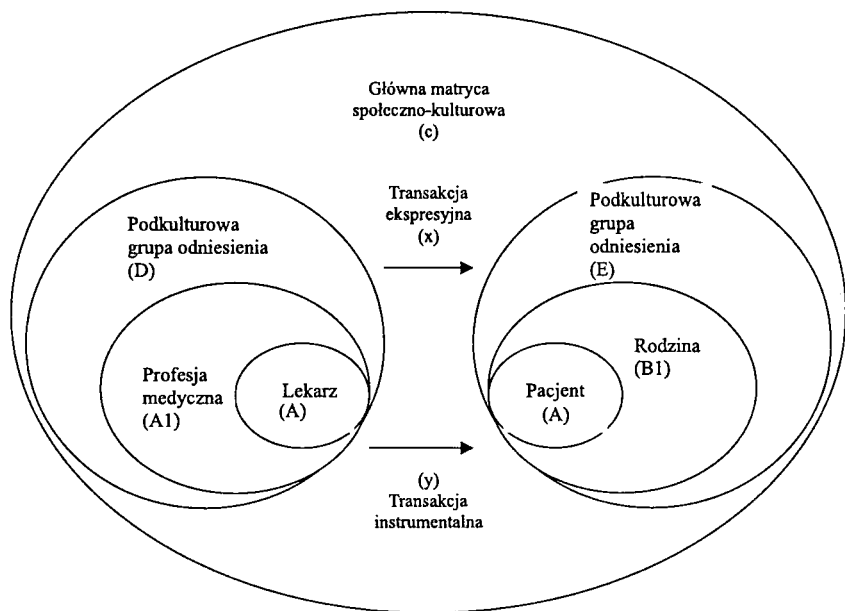 Główna matryca
społeczno-kulturowa
(c)
Transakcja
ekspresyjna
(x)
Podkulturowa
grupa odniesienia
(D)
Podkulturowa
grupa
odniesienia
(E)
Profesja
medyczna
(A1)
Lekarz
(A)
Pacjent
(A)
Rodzina
(B1)
(y)
Transakcja
instrumentalna